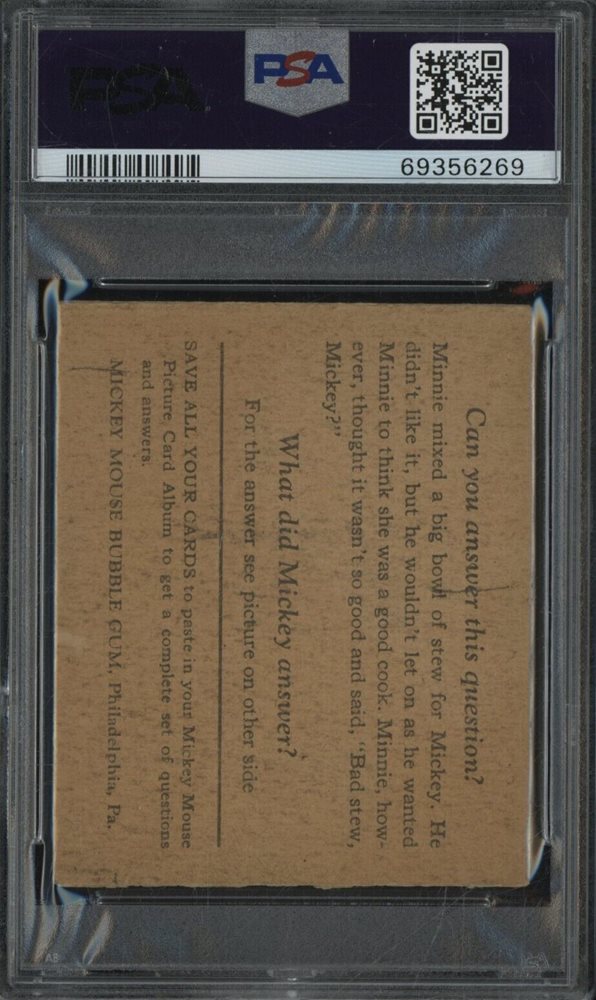 PSA
PSA
69356269
Can you answer this question?
Minnie mixed a big bowl of stew for Mickey. He
didn't like it, but he wouldn't let on as he wanted
Minnie to think she was a good cook. Minnie, how-
ever, thought it wasn't so good and said, "Bad stew,
Mickey?"
What did Mickey answer?
For the answer see picture on other side
SAVE ALL YOUR CARDS to paste in your Mickey Mouse
Picture Card Album to get a complete set of questions
and answers.
MICKEY MOUSE BUBBLE GUM, Philadelphia, Pa.